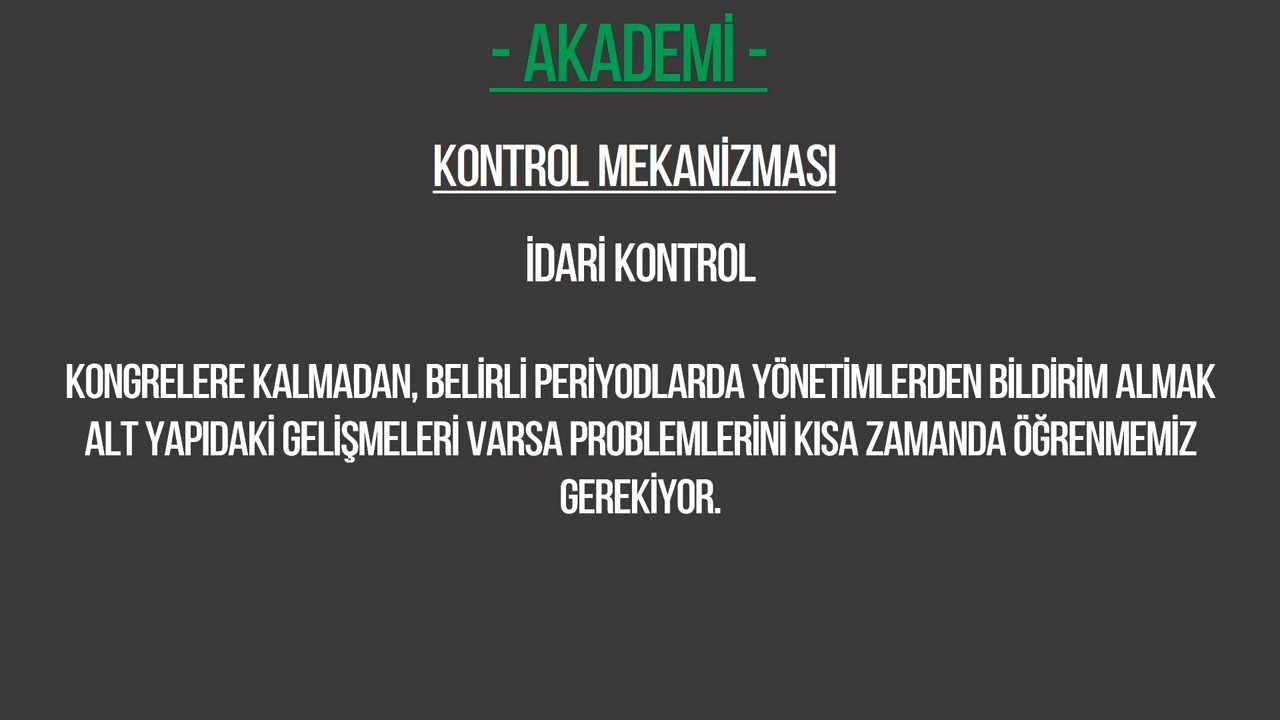 - AKADEMİ -
KONTROL MEKANİZMASI
İDARİ KONTROL
KONGRELERE KALMADAN, BELİRLİ PERİYODLARDA YÖNETİMLERDEN BİLDİRİM ALMAK
ALT YAPIDAKİ GELİŞMELERİ VARSA PROBLEMLERİNİ KISA ZAMANDA ÖĞRENMEMİZ
GEREKİYOR.